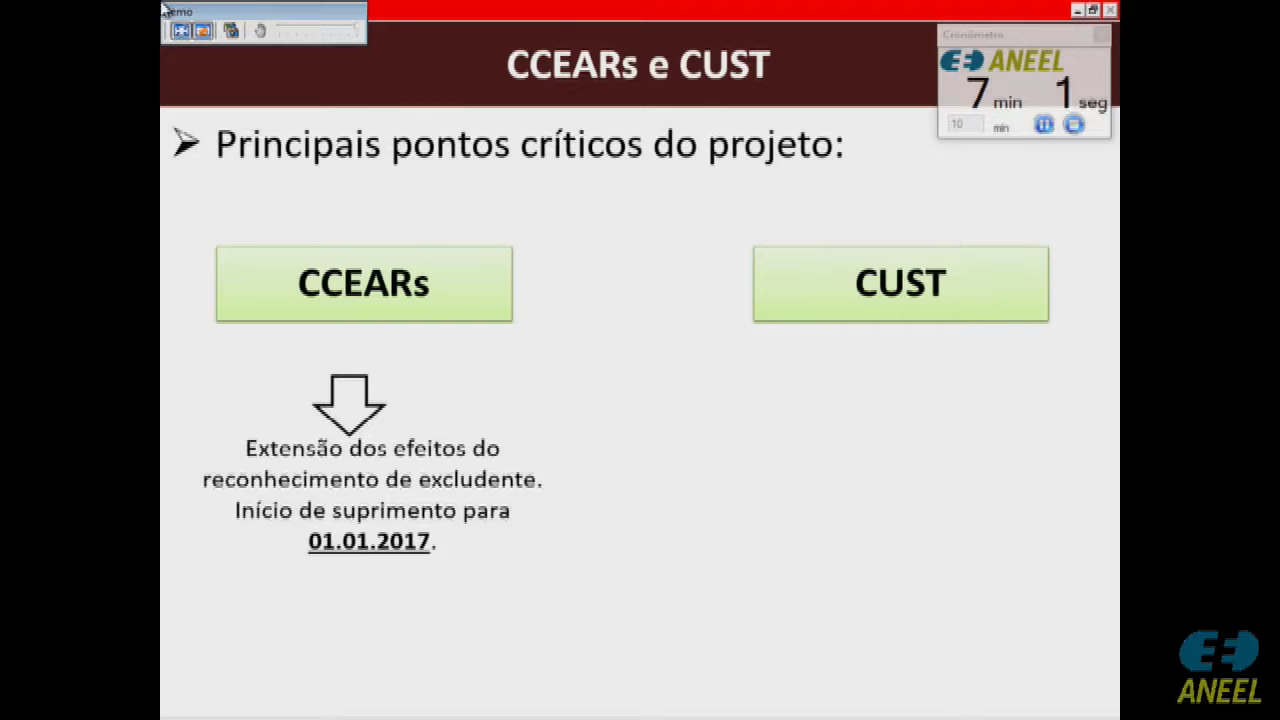 CCEARs e CUST
Cronômetro
ANEEL
7 min 1 seg
10 min
Principais pontos críticos do projeto:
CCEARs
CUST
Extensão dos efeitos do
reconhecimento de excludente.
Início de suprimento para
01.01.2017.
ANEEL